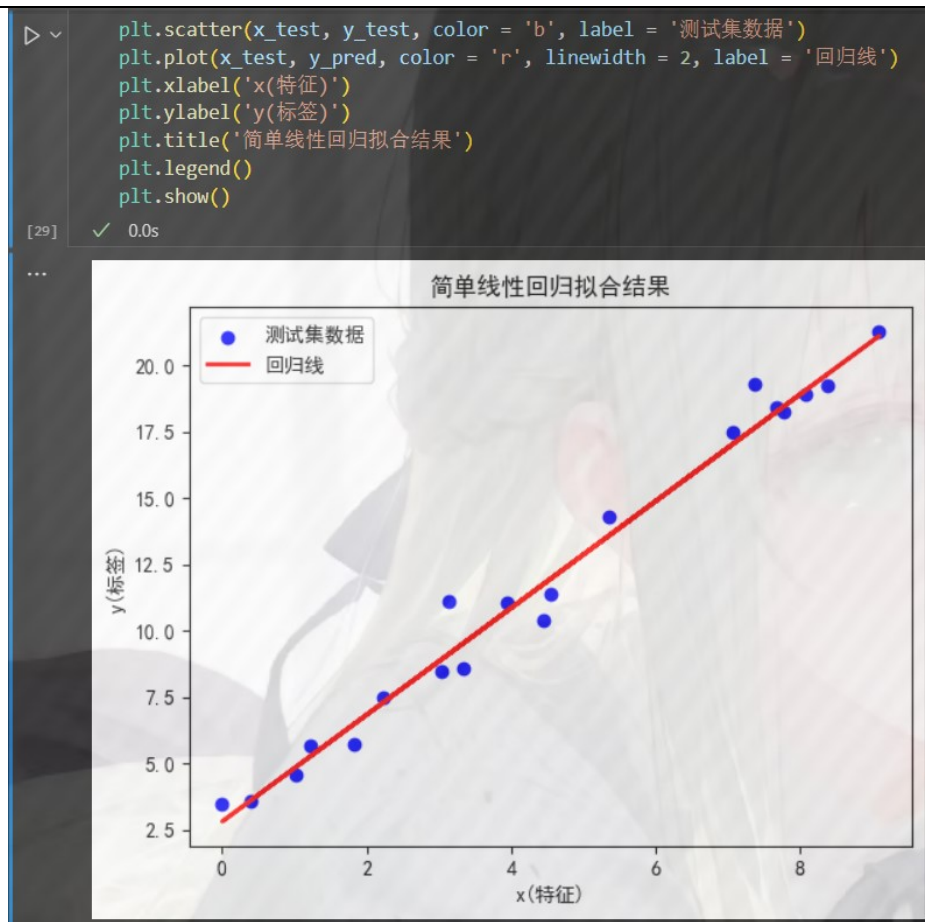 plt.scatter(x_test, y_test, color = 'b', label = '测试集数据')
plt.plot(x_test, y_pred, color = 'r', linewidth = 2, label = '回归线')
plt.xlabel('x(特征)')
plt.ylabel('y(标签)')
plt.title('简单线性回归拟合结果')
plt.legend()
plt.show()
[29] 0.0s
...
简单线性回归拟合结果
测试集数据
回归线
20.0
17.5
15.0
12.5
10.0
7.5
5.0
2.5
y(标签)
0 2 4 6 8
x(特征)